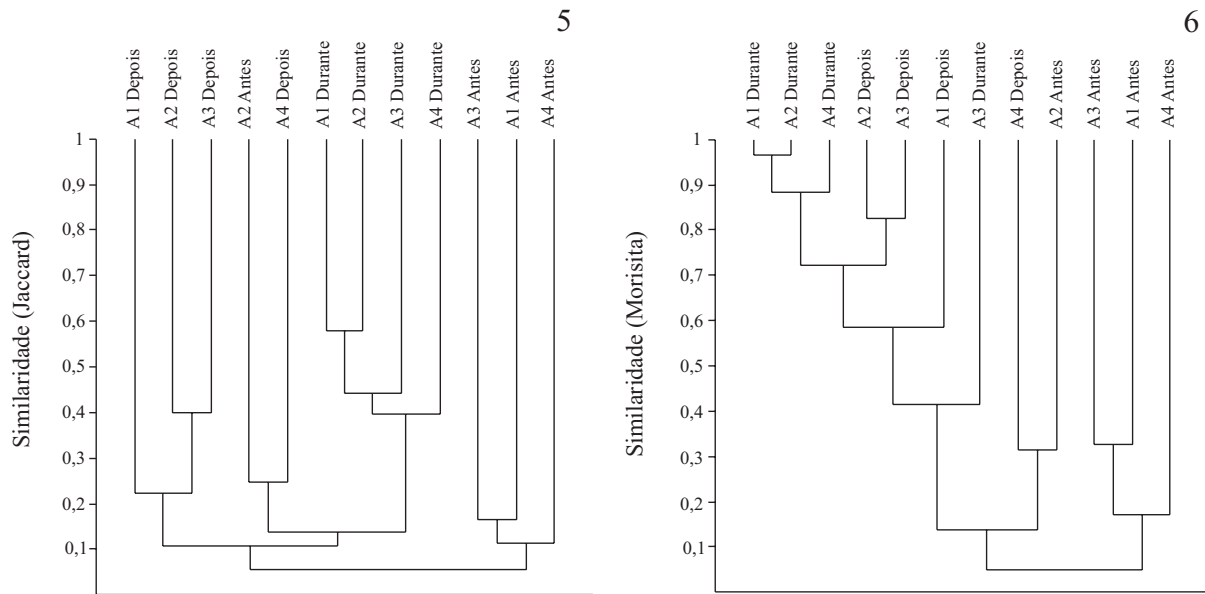 5
A1 Depois
A2 Depois
A3 Depois
A2 Antes
A4 Depois
A1 Durante
A2 Durante
A3 Durante
A4 Durante
A3 Antes
A1 Antes
A4 Antes
1
0,9
0,8
0,7
0,6
0,5
0,4
0,3
0,2
0,1
Similaridade (Jaccard)
6
A1 Durante
A2 Durante
A4 Durante
A2 Depois
A3 Depois
A1 Depois
A3 Durante
A4 Depois
A2 Antes
A3 Antes
A1 Antes
A4 Antes
1
0,9
0,8
0,7
0,6
0,5
0,4
0,3
0,2
0,1
Similaridade (Morisita)